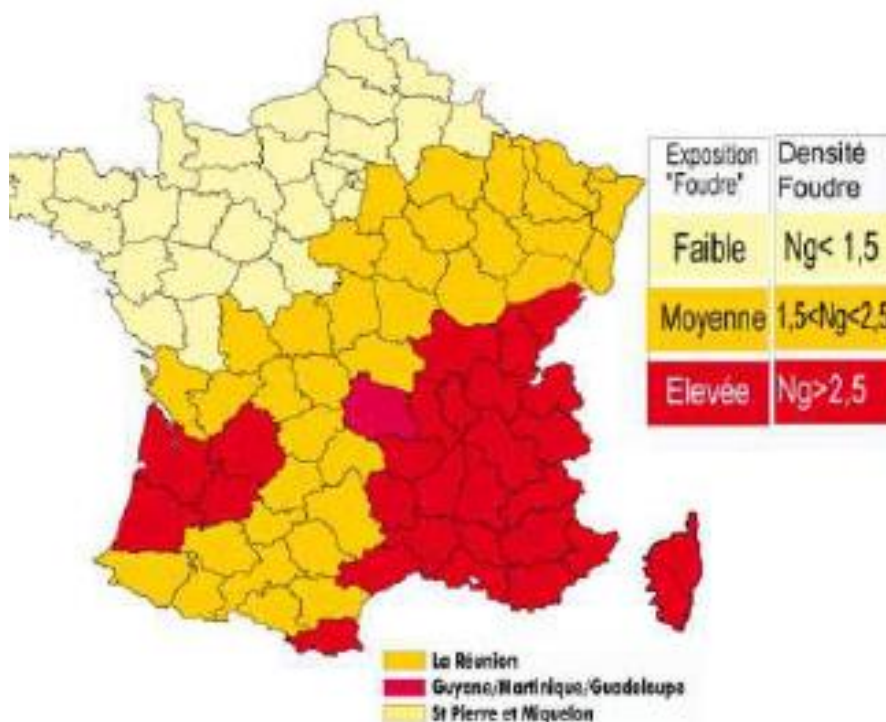 Exposition Densité
"Foudre" Foudre
Faible Ng< 1,5
Moyenne 1,5<Ng<2,5
Elevée Ng>2,5
La Réunion
Guyane/Martinique/Guadeloupe
St Pierre et Miquelon